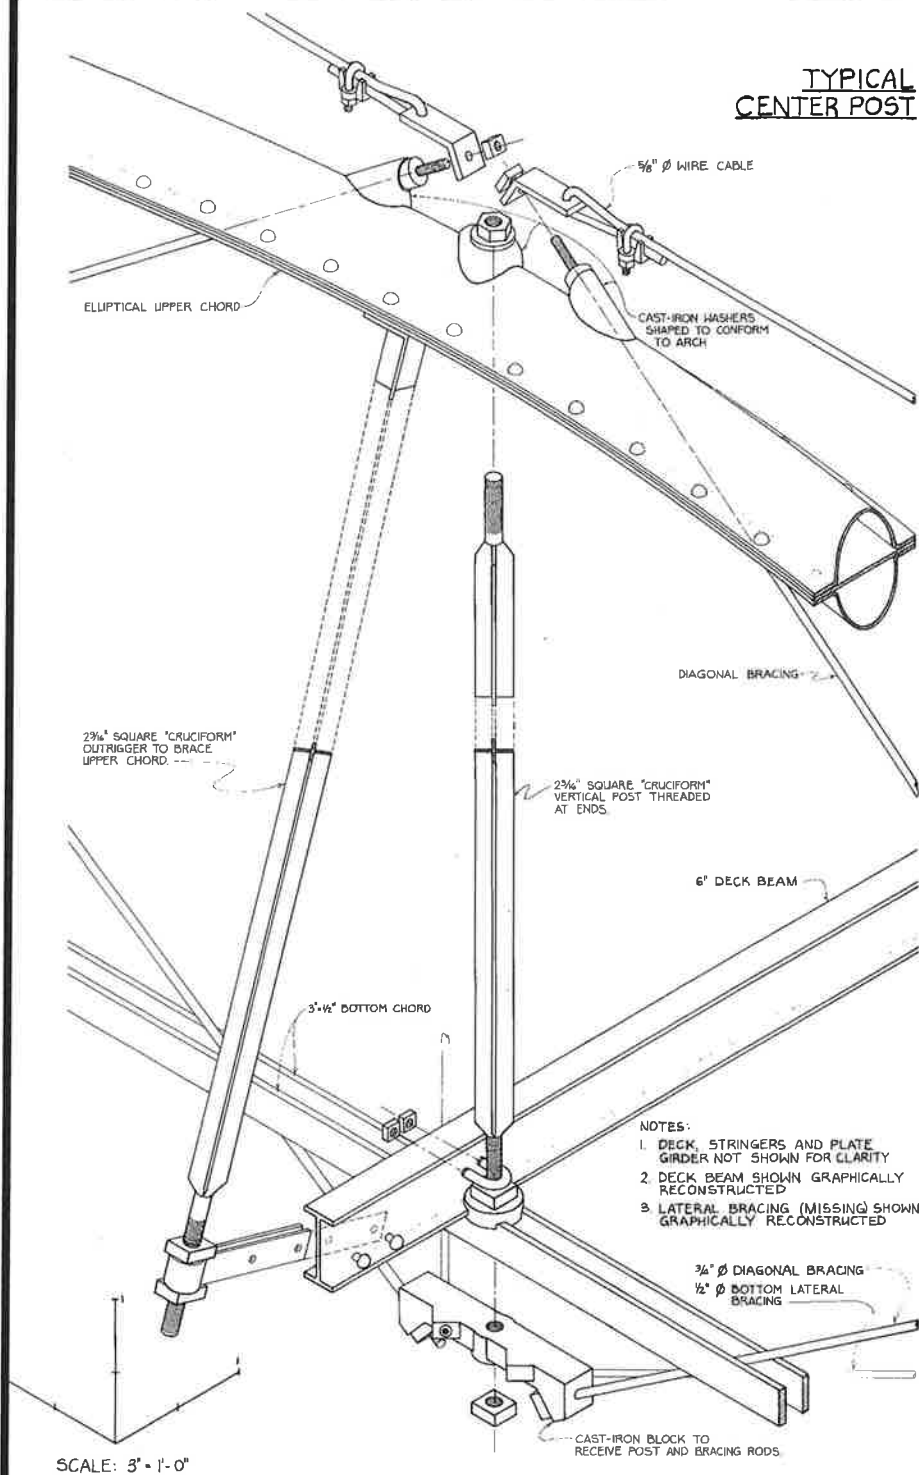 TYPICAL
CENTER POST
5/8" Ø WIRE CABLE
ELLIPTICAL UPPER CHORD
CAST-IRON WASHERS
SHAPED TO CONFORM
TO ARCH
DIAGONAL BRACING
2 3/16" SQUARE "CRUCIFORM"
OUTRIGGER TO BRACE
UPPER CHORD.
2 3/16" SQUARE "CRUCIFORM"
VERTICAL POST THREADED
AT ENDS.
6" DECK BEAM
3"×1/2" BOTTOM CHORD
NOTES:
1. DECK, STRINGERS AND PLATE
GIRDER NOT SHOWN FOR CLARITY
2. DECK BEAM SHOWN GRAPHICALLY
RECONSTRUCTED
3. LATERAL BRACING (MISSING) SHOWN
GRAPHICALLY RECONSTRUCTED
3/4" Ø DIAGONAL BRACING
1/2" Ø BOTTOM LATERAL
BRACING
1
1
CAST-IRON BLOCK TO
RECEIVE POST AND BRACING RODS.
SCALE: 3" = 1'-0"